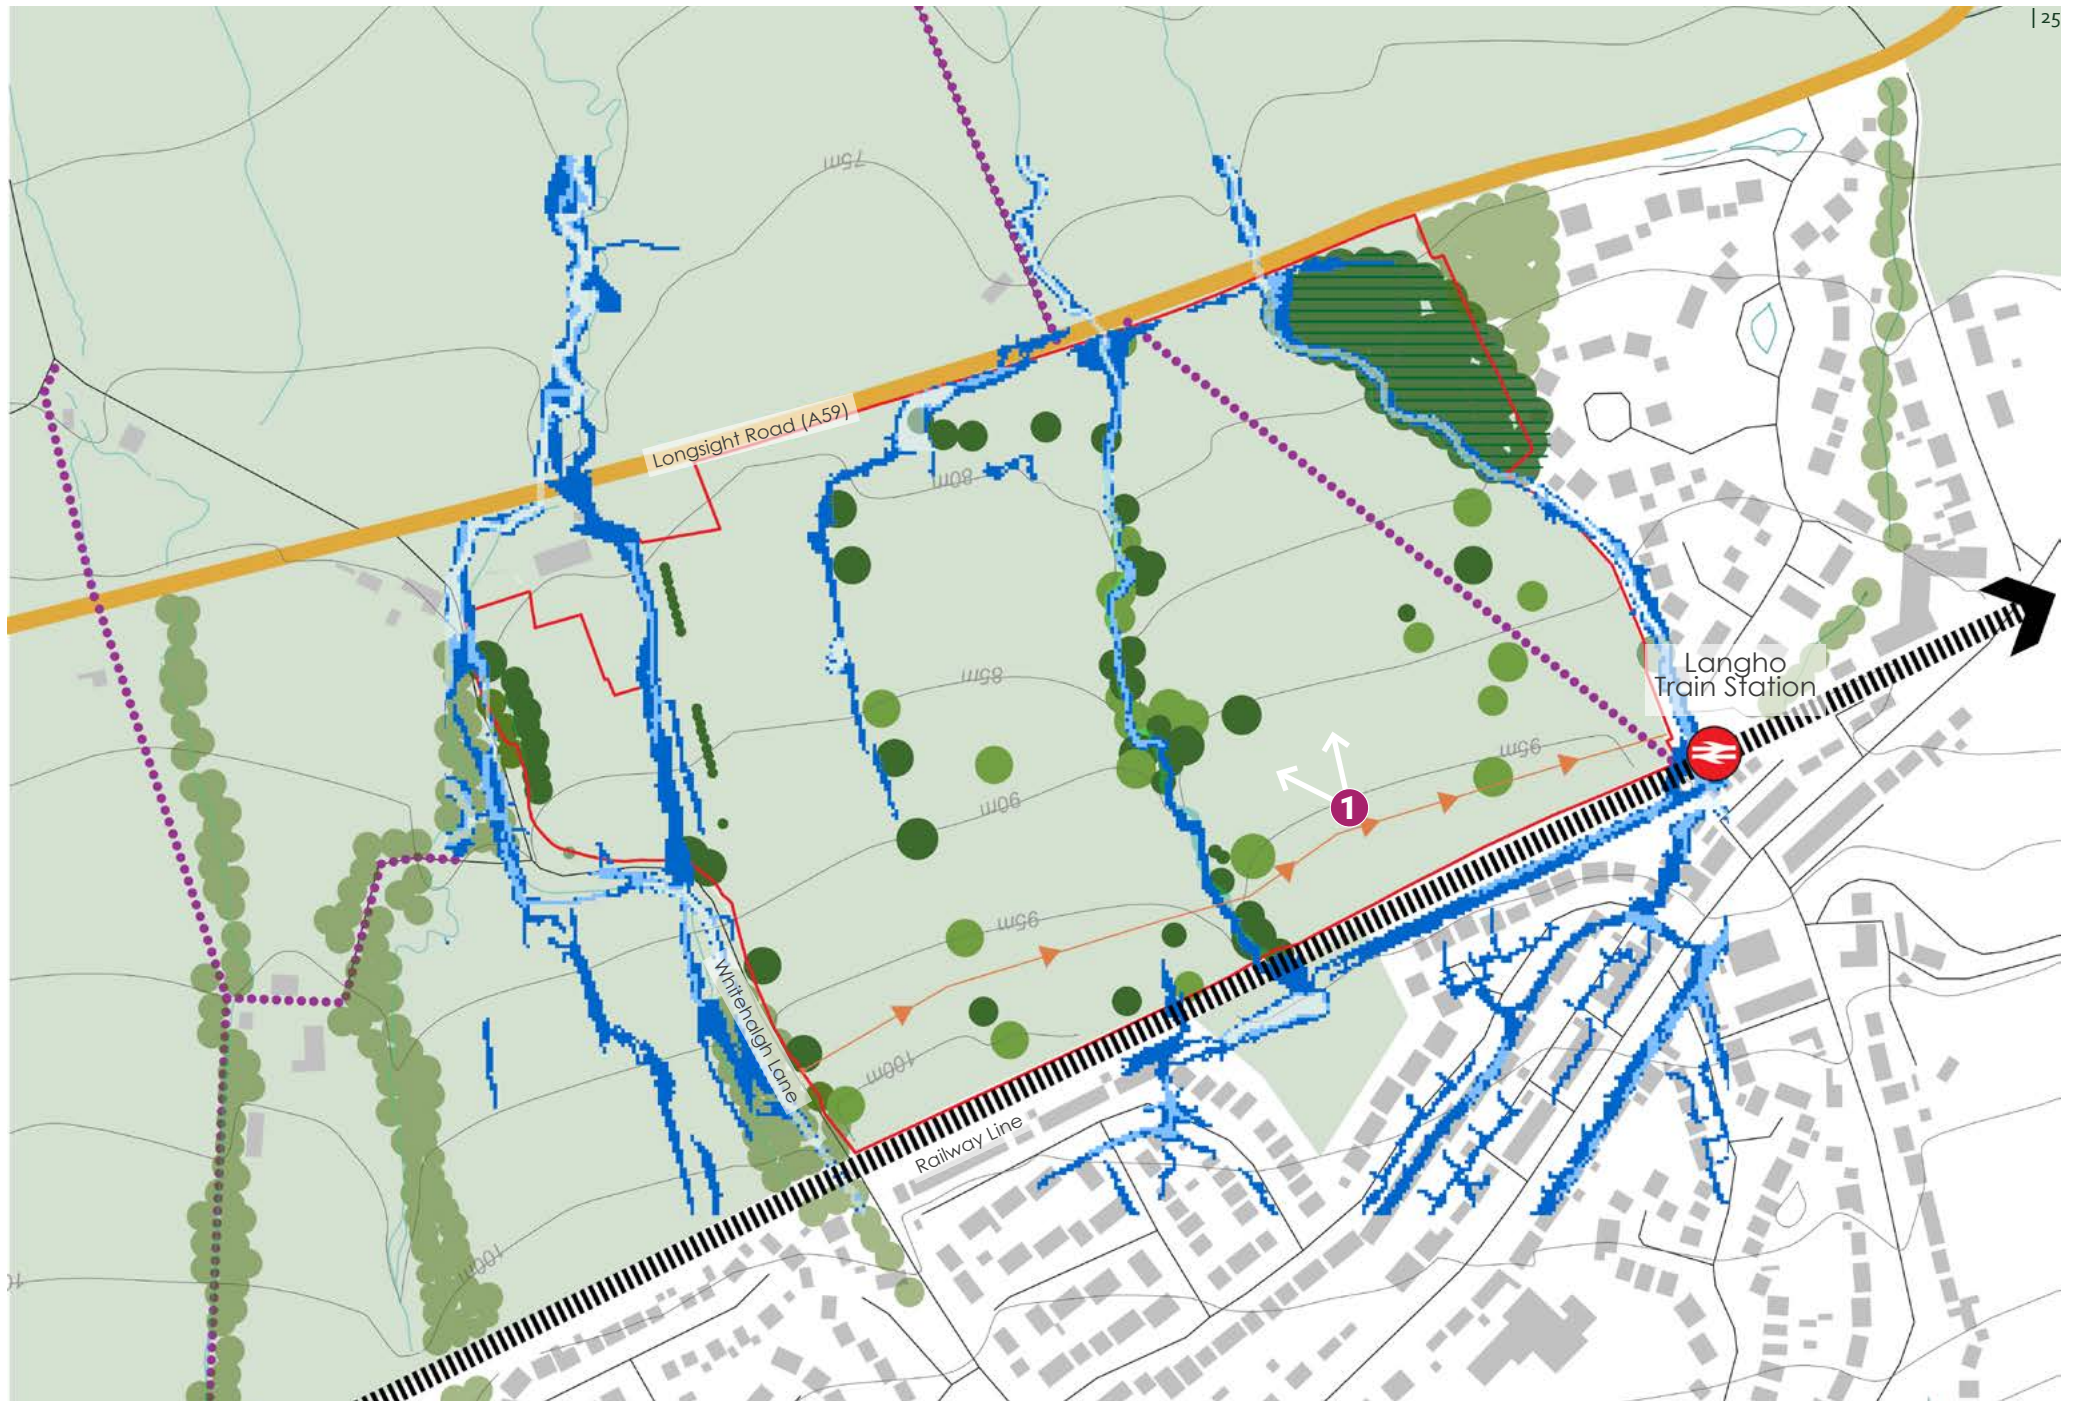 | 25
75m
Longsight Road (A59)
80m
85m
Langho
Train Station
95m
90m
1
95m
Whitehalgh Lane
100m
Railway Line
100m